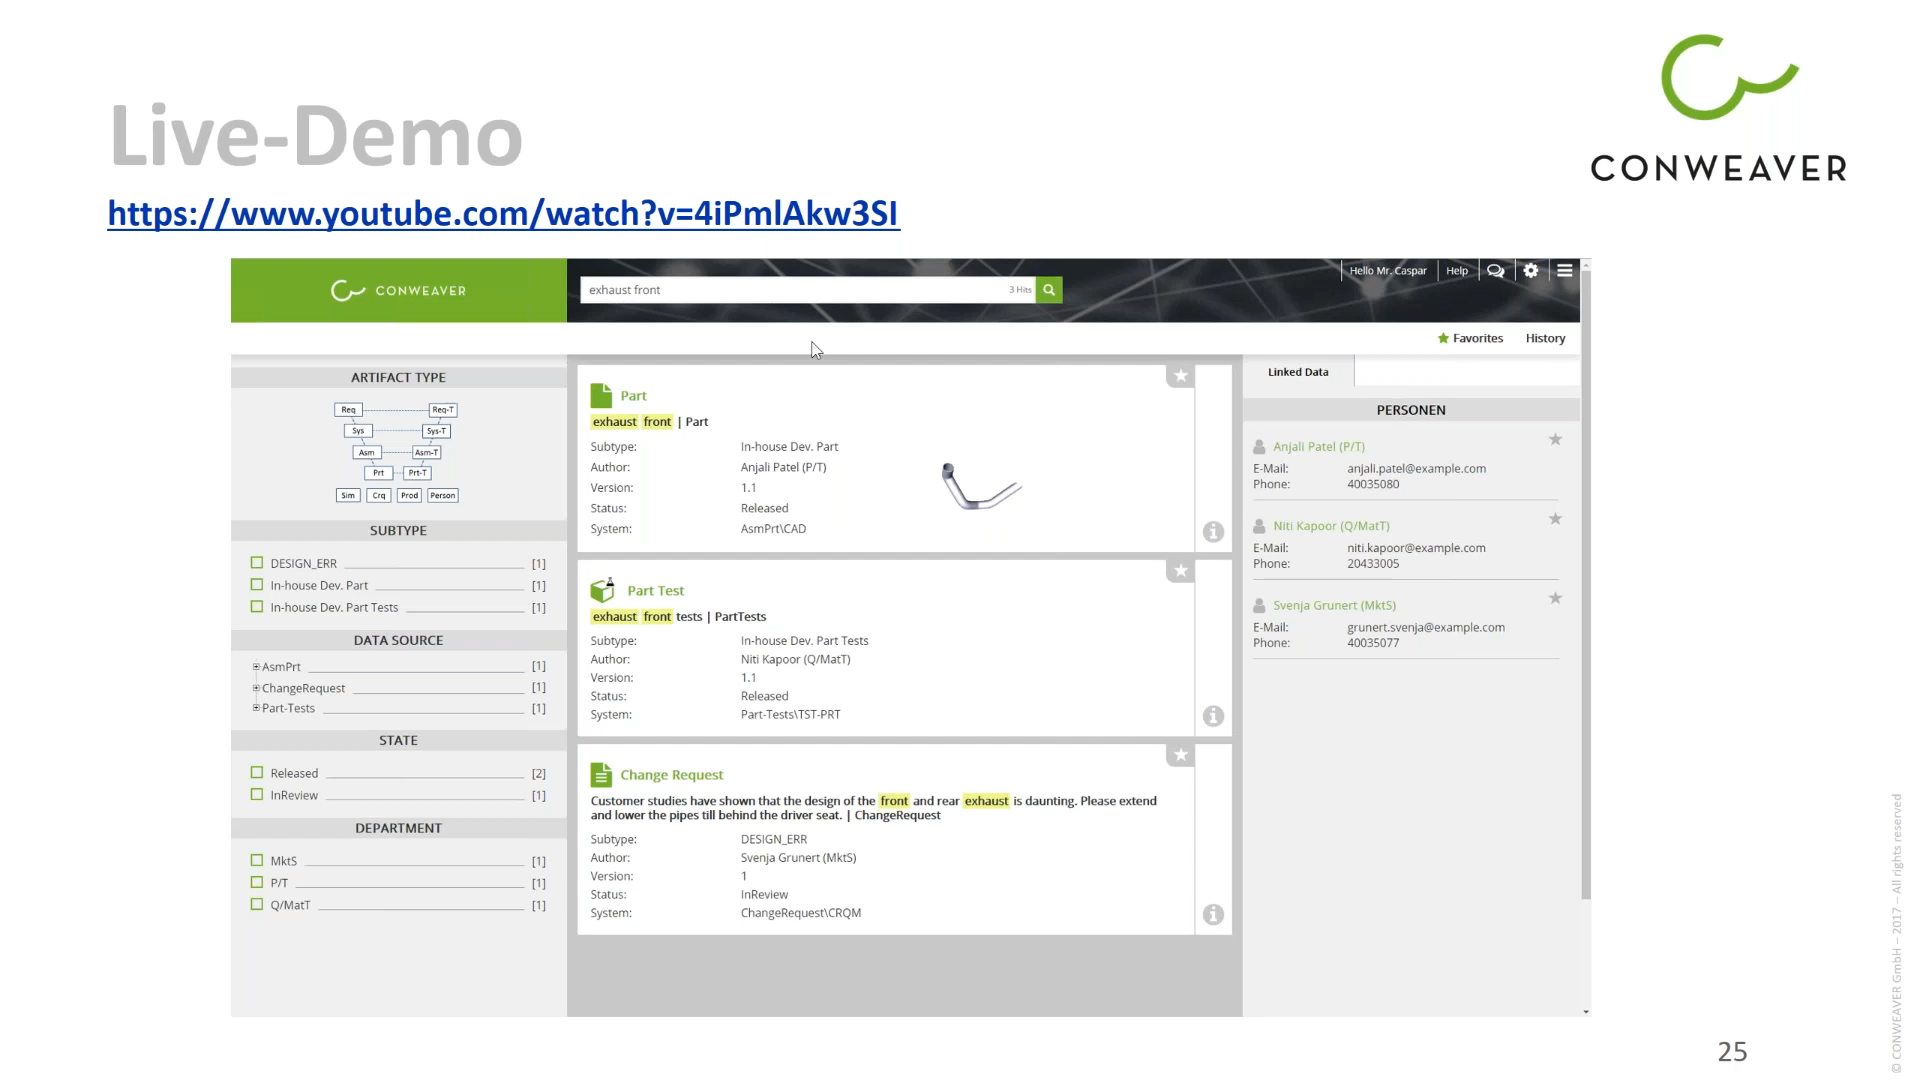 Live-Demo
https://www.youtube.com/watch?v=4iPmlAkw3SI
CONWEAVER
CONWEAVER
exhaust front
3 Hits
Hello Mr. Caspar
Help
Favorites
History
ARTIFACT TYPE
Req
Req-T
Sys
Sys-T
Asm
Asm-T
Prt
Prt-T
Sim
Crq
Prod
Person
SUBTYPE
DESIGN_ERR [1]
In-house Dev. Part [1]
In-house Dev. Part Tests [1]
DATA SOURCE
AsmPrt [1]
ChangeRequest [1]
Part-Tests [1]
STATE
Released [2]
InReview [1]
DEPARTMENT
MktS [1]
P/T [1]
Q/MatT [1]
Part
exhaust front | Part
Subtype: In-house Dev. Part
Author: Anjali Patel (P/T)
Version: 1.1
Status: Released
System: AsmPrt\CAD
Part Test
exhaust front tests | PartTests
Subtype: In-house Dev. Part Tests
Author: Niti Kapoor (Q/MatT)
Version: 1.1
Status: Released
System: Part-Tests\TST-PRT
Change Request
Customer studies have shown that the design of the front and rear exhaust is daunting. Please extend
and lower the pipes till behind the driver seat. | ChangeRequest
Subtype: DESIGN_ERR
Author: Svenja Grunert (MktS)
Version: 1
Status: InReview
System: ChangeRequest\CRQM
Linked Data
PERSONEN
Anjali Patel (P/T)
E-Mail: anjali.patel@example.com
Phone: 40035080
Niti Kapoor (Q/MatT)
E-Mail: niti.kapoor@example.com
Phone: 20433005
Svenja Grunert (MktS)
E-Mail: grunert.svenja@example.com
Phone: 40035077
25
© CONWEAVER GmbH – 2017 – All rights reserved